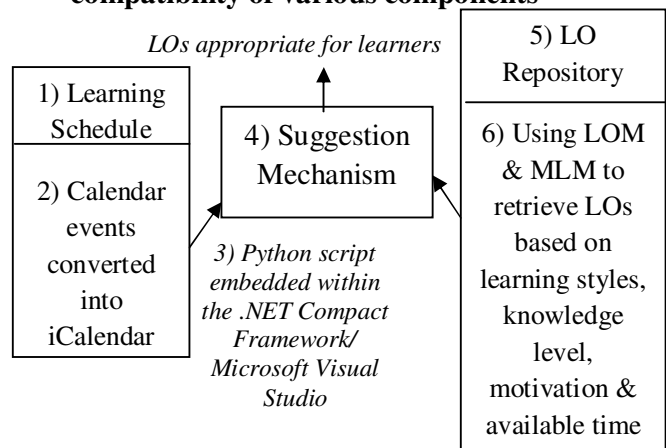 compatibility of various components
LOs appropriate for learners
1) Learning
Schedule
2) Calendar
events
converted
into
iCalendar
4) Suggestion
Mechanism
3) Python script
embedded within
the .NET Compact
Framework/
Microsoft Visual
Studio
5) LO
Repository
6) Using LOM
& MLM to
retrieve LOs
based on
learning styles,
knowledge
level,
motivation &
available time